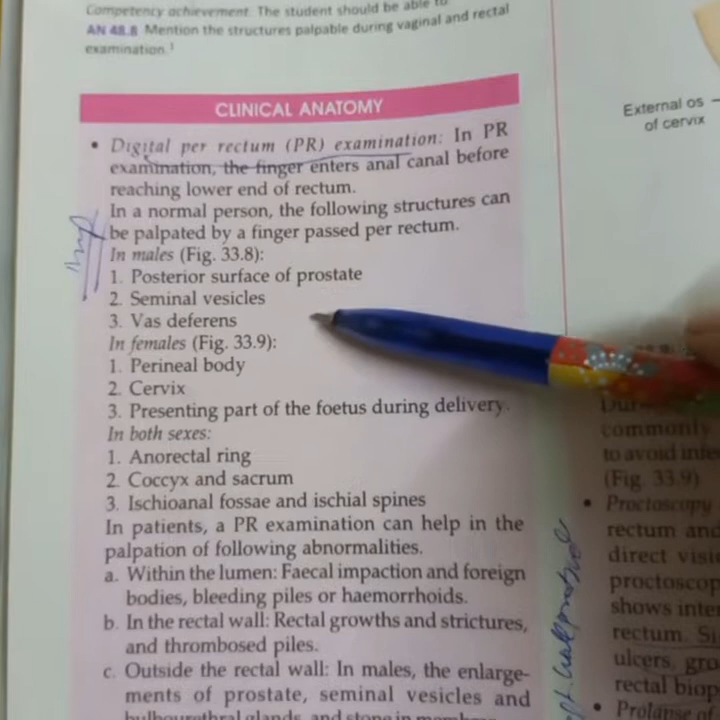 Competency achievement: The student should be able to
AN 48.8 Mention the structures palpable during vaginal and rectal
examination.¹
CLINICAL ANATOMY
• Digital per rectum (PR) examination: In PR
examination, the finger enters anal canal before
reaching lower end of rectum.
In a normal person, the following structures can
be palpated by a finger passed per rectum.
In males (Fig. 33.8):
1. Posterior surface of prostate
2. Seminal vesicles
3. Vas deferens
In females (Fig. 33.9):
1. Perineal body
2. Cervix
3. Presenting part of the foetus during delivery.
In both sexes:
1. Anorectal ring
2. Coccyx and sacrum
3. Ischioanal fossae and ischial spines
In patients, a PR examination can help in the
palpation of following abnormalities.
a. Within the lumen: Faecal impaction and foreign
bodies, bleeding piles or haemorrhoids.
b. In the rectal wall: Rectal growths and strictures,
and thrombosed piles.
c. Outside the rectal wall: In males, the enlarge-
ments of prostate, seminal vesicles and
bulbourethral glands, and stone in
External os
of cervix
commonly
to avoid
(Fig. 33.9)
• Proctoscopy
rectum and
direct
shows
rectum.
ulcers,
rectal
• Prolapse of